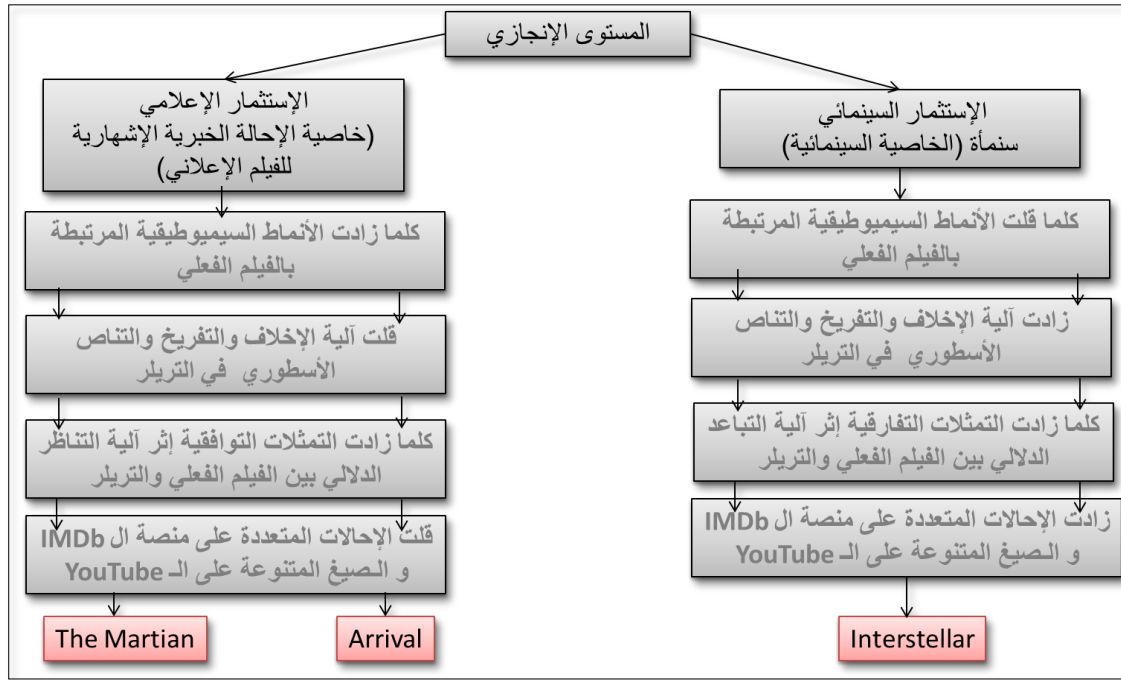 المستوى الإنجازي
الإستثمار السينمائي
سنمأة (الخاصية السينمائية)
كلما قلت الأنماط السيميوطيقية المرتبطة
بالفيلم الفعلي
زادت آلية الإخلاف والتفريخ والتناص
الأسطوري في التريلر
كلما زادت التمثلات التفارقية إثر آلية التباعد
الدلالي بين الفيلم الفعلي والتريلر
زادت الإحالات المتعددة على منصة ال IMDb
و الـصيغ المتنوعة على الـ YouTube
Interstellar
الإستثمار الإعلامي
(خاصية الإحالة الخبرية الإشهارية
للفيلم الإعلاني)
كلما زادت الأنماط السيميوطيقية المرتبطة
بالفيلم الفعلي
قلت آلية الإخلاف والتفريخ والتناص
الأسطوري في التريلر
كلما زادت التمثلات التوافقية إثر آلية التناظر
الدلالي بين الفيلم الفعلي والتريلر
قلت الإحالات المتعددة على منصة ال IMDb
و الـصيغ المتنوعة على الـ YouTube
Arrival
The Martian